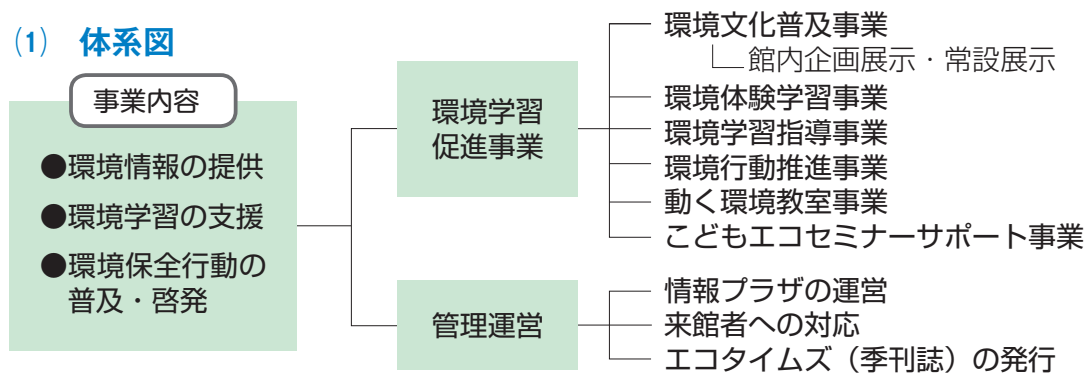 (1) 体系図
事業内容
●環境情報の提供
●環境学習の支援
●環境保全行動の
普及・啓発
環境学習
促進事業
環境文化普及事業
館内企画展示・常設展示
環境体験学習事業
環境学習指導事業
環境行動推進事業
動く環境教室事業
こどもエコセミナーサポート事業
管理運営
情報プラザの運営
来館者への対応
エコタイムズ（季刊誌）の発行